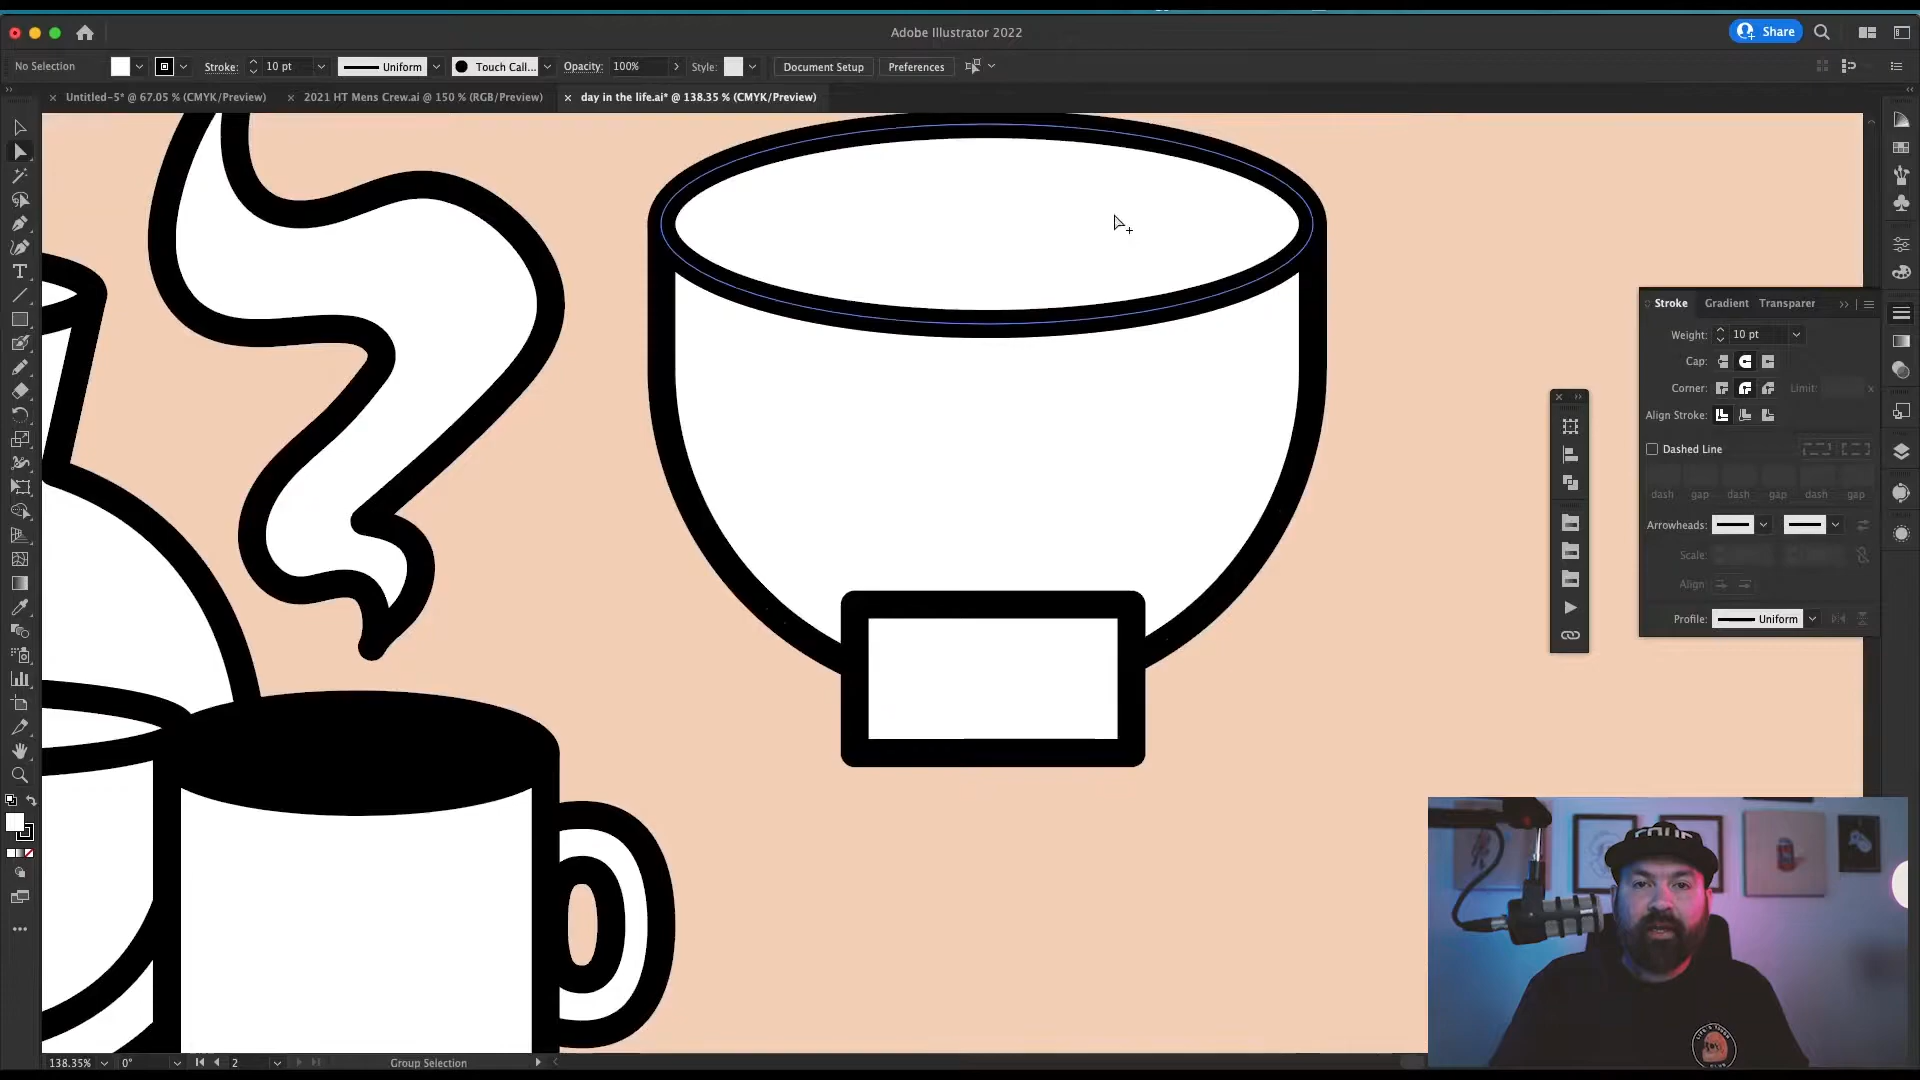 Adobe Illustrator 2022
Share
No Selection
Stroke: 10 pt
Uniform
Touch Call...
Opacity: 100%
Style:
Document Setup
Preferences
Untitled-5* @ 67.05 % (CMYK/Preview)
2021 HT Mens Crew.ai @ 150 % (RGB/Preview)
day in the life.ai* @ 138.35 % (CMYK/Preview)
Stroke
Gradient
Transparer
Weight: 10 pt
Cap:
Corner:
Limit:
x
Align Stroke:
Dashed Line
dash gap dash gap dash gap
Arrowheads:
Scale:
Align:
Profile: Uniform
138.35%
0°
2
Group Selection